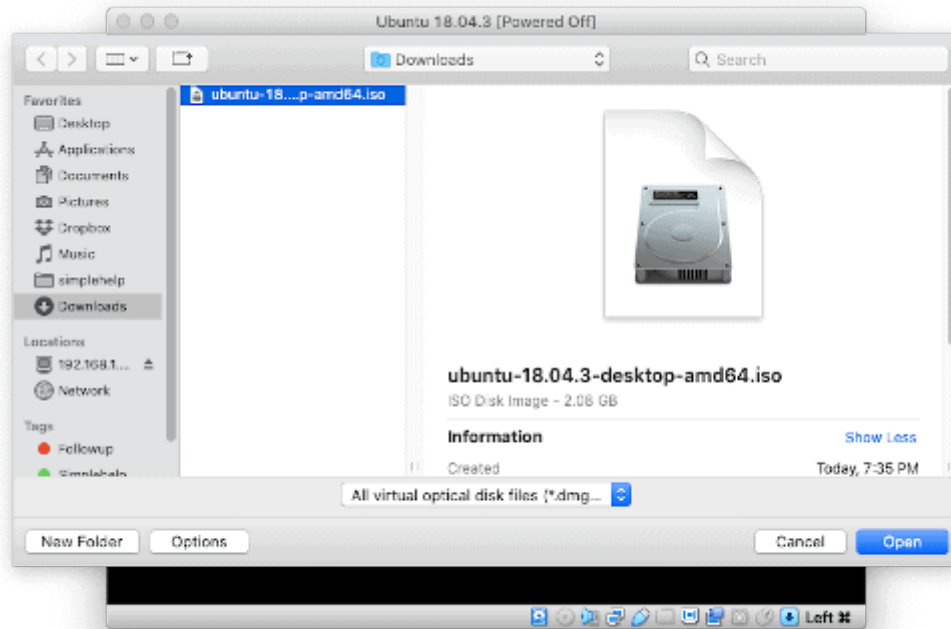 Ubuntu 18.04.3 [Powered Off]
Downloads
Search
Favorites
Desktop
Applications
Documents
Pictures
Dropbox
Music
simplehelp
Downloads
Locations
192.168.1...
Network
Tags
Followup
Simplehelp
ubuntu-18....p-amd64.iso
ubuntu-18.04.3-desktop-amd64.iso
ISO Disk Image - 2.08 GB
Information Show Less
Created Today, 7:35 PM
All virtual optical disk files (*.dmg...
New Folder Options Cancel Open
Left ⌘